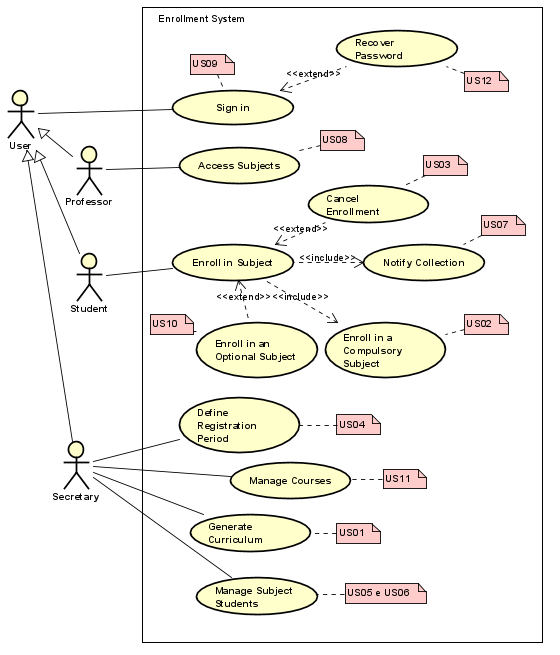 Enrollment System
Recover
Password
US09
<<extend>>
US12
Sign in
User
US08
Access Subjects
US03
Professor
Cancel
Enrollment
US07
<<extend>>
Enroll in Subject
<<include>>
Notify Collection
Student
<<extend>>
<<include>>
US10
US02
Enroll in an
Optional Subject
Enroll in a
Compulsory
Subject
Define
Registration
Period
US04
Manage Courses
US11
Secretary
Generate
Curriculum
US01
Manage Subject
Students
US05 e US06